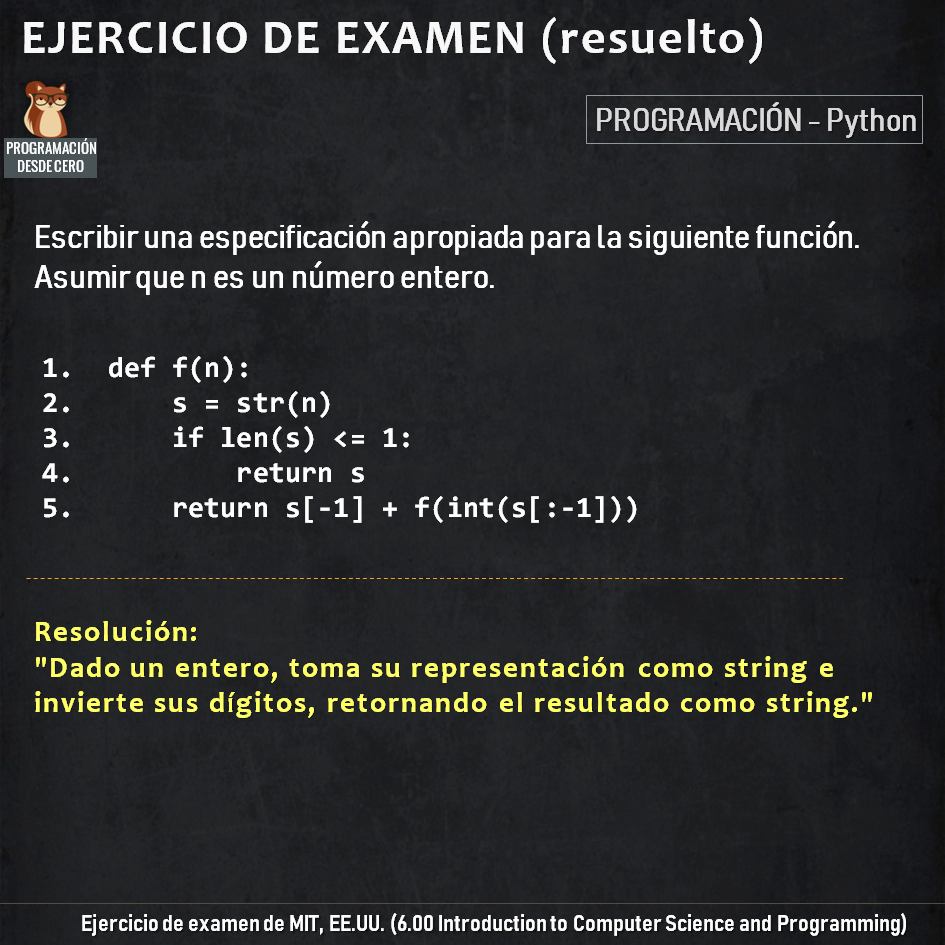 EJERCICIO DE EXAMEN (resuelto)
PROGRAMACIÓN
DESDE CERO
PROGRAMACIÓN - Python
Escribir una especificación apropiada para la siguiente función.
Asumir que n es un número entero.
1. def f(n):
2.     s = str(n)
3.     if len(s) <= 1:
4.         return s
5.     return s[-1] + f(int(s[:-1]))
Resolución:
"Dado un entero, toma su representación como string e
invierte sus dígitos, retornando el resultado como string."
Ejercicio de examen de MIT, EE.UU. (6.00 Introduction to Computer Science and Programming)